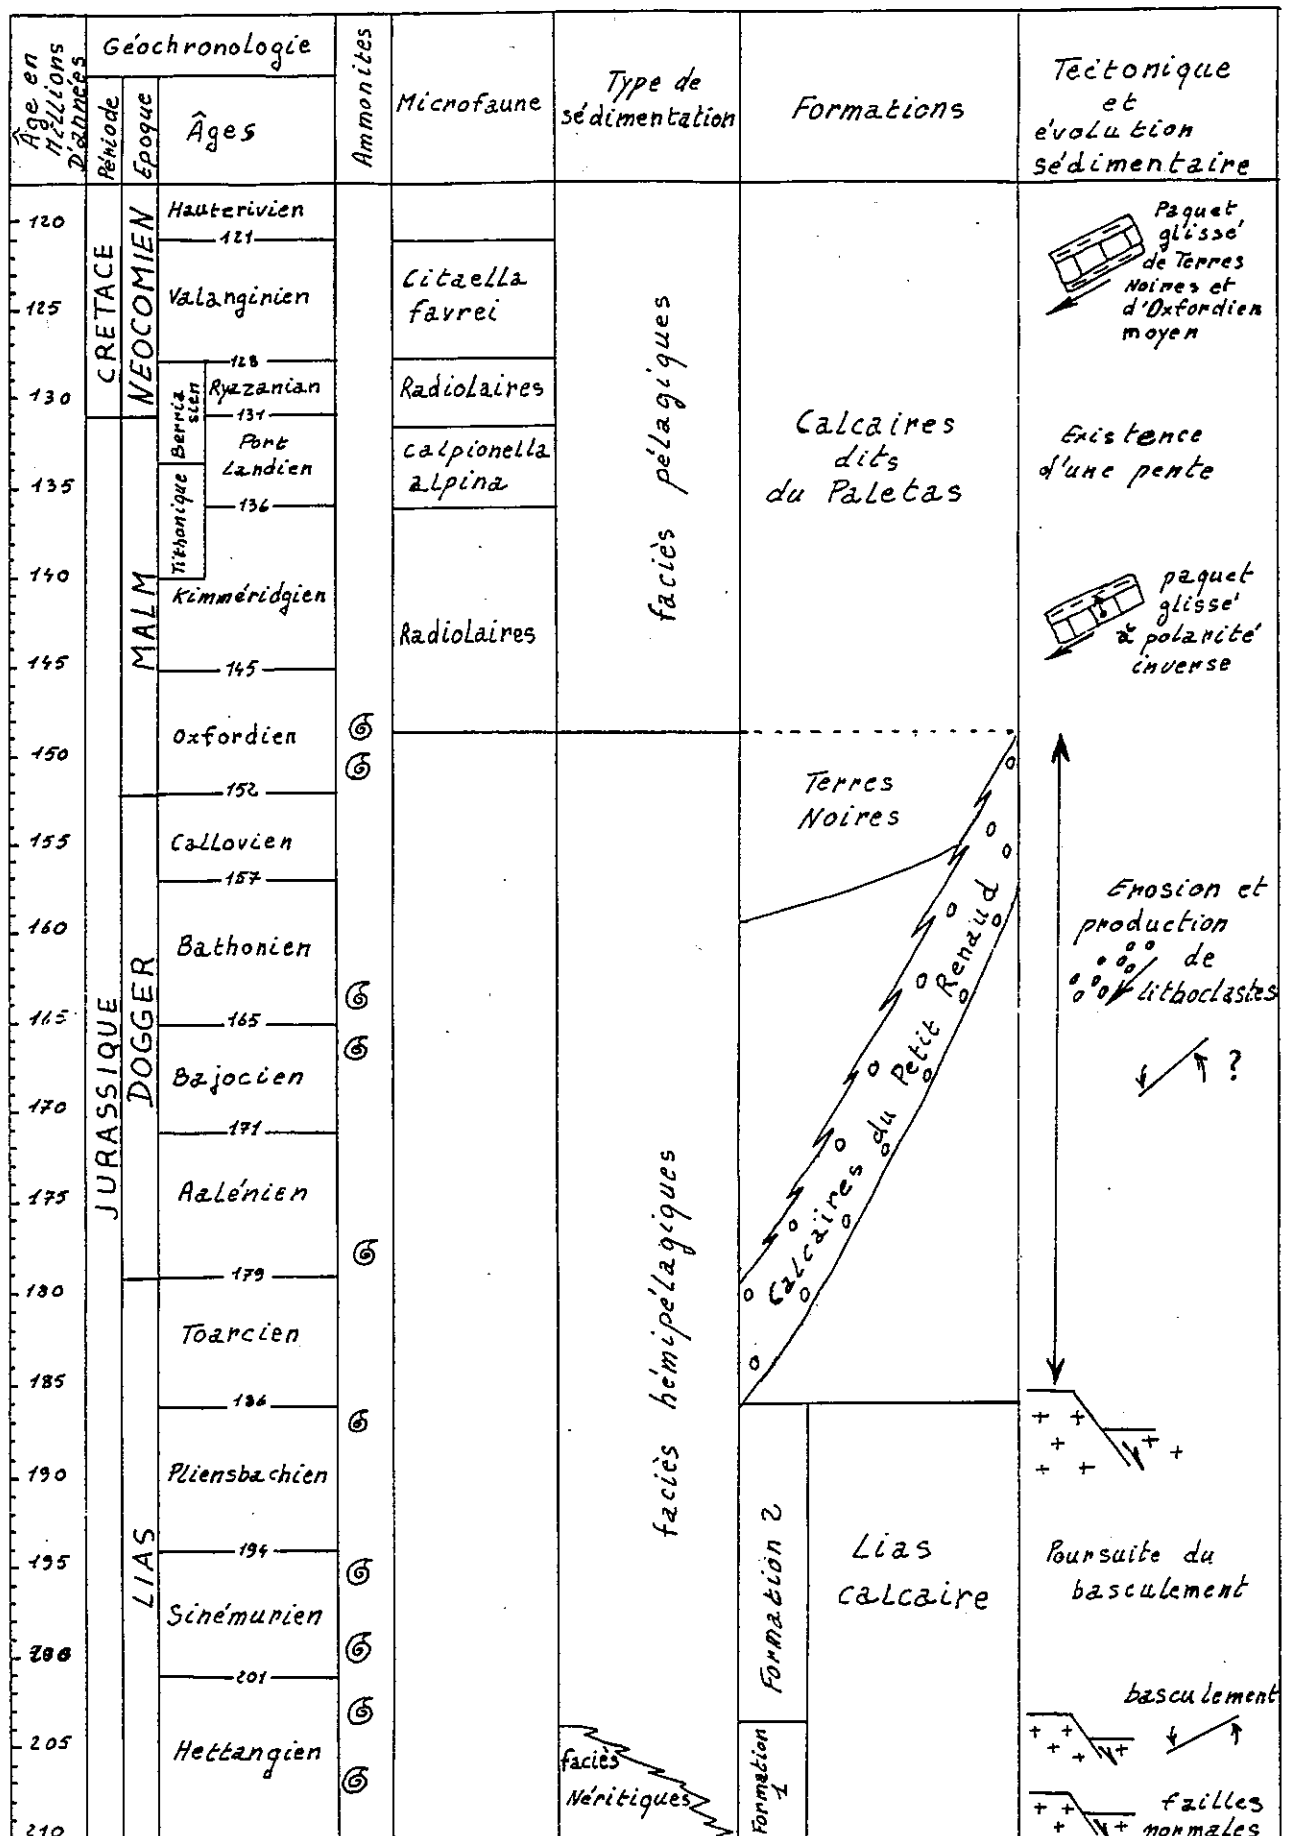 Âge en
Millions
D'années
Géochronologie
Période
Epoque
Âges
Ammonites
Microfaune
Type de
sédimentation
Formations
Tectonique
et
évolution
sédimentaire
120
125
130
135
140
145
150
155
160
165
170
175
180
185
190
195
200
205
210
CRETACE
JURASSIQUE
NEOCOMIEN
MALM
DOGGER
LIAS
Hauterivien
121
Valanginien
128
Berria
sien
Ryazanian
131
Port
Landien
Tithonique
136
Kimméridgien
145
Oxfordien
152
Callovien
157
Bathonien
165
Bajocien
171
Aalénien
179
Toarcien
186
Pliensbachien
194
Sinémurien
201
Hettangien
Citaella
favrei
Radiolaires
Calpionella
alpina
Radiolaires
faciès pélagiques
faciès hémipélagiques
faciès
Néritiques
Calcaires
dits
du Paletas
Terres
Noires
Calcaires du Petit Renaud
Formation 2
Formation
1
Lias
calcaire
Paquet
glissé
de Terres
Noires et
d'Oxfordien
moyen
Existence
d'une pente
paquet
glissé
à polarité
inverse
Erosion et
production
de
lithoclastes
?
Poursuite du
basculement
basculement
failles
normales